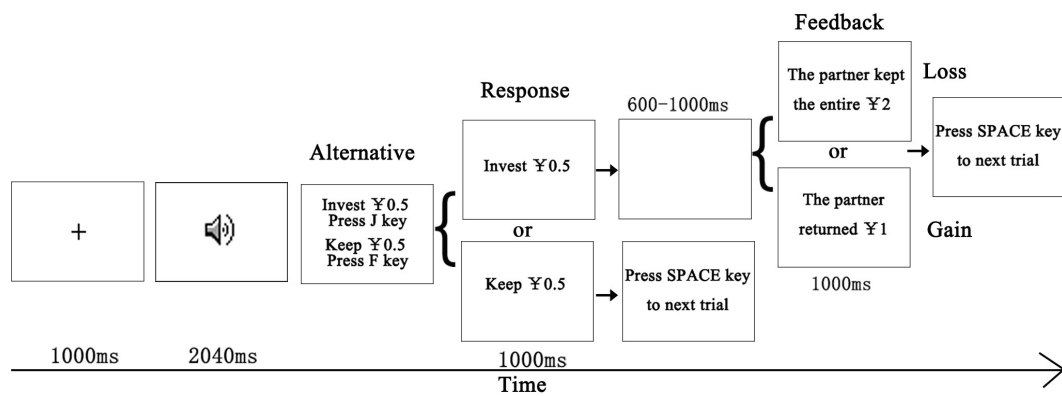 Feedback
The partner kept
the entire ¥2
Loss
Response
600-1000ms
Press SPACE key
to next trial
Alternative
Invest ¥0.5
or
Invest ¥0.5
Press J key
Keep ¥0.5
Press F key
+
The partner
returned ¥1
Gain
or
Keep ¥0.5
Press SPACE key
to next trial
1000ms
1000ms
2040ms
1000ms
Time